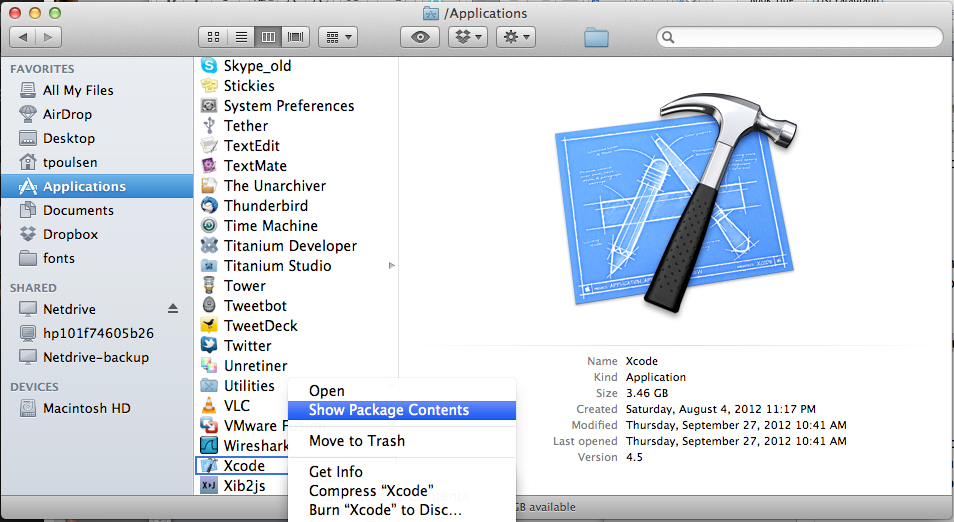 /Applications
FAVORITES
All My Files
AirDrop
Desktop
tpoulsen
Applications
Documents
Dropbox
fonts
SHARED
Netdrive
hp101f74605b26
Netdrive-backup
DEVICES
Macintosh HD
Skype_old
Stickies
System Preferences
Tether
TextEdit
TextMate
The Unarchiver
Thunderbird
Time Machine
Titanium Developer
Titanium Studio
Tower
Tweetbot
TweetDeck
Twitter
Unretiner
Utilities
VLC
VMware
Wireshark
Xcode
Xib2js
Open
Show Package Contents
Move to Trash
Get Info
Compress “Xcode”
Burn “Xcode” to Disc...
XCODE
Name Xcode
Kind Application
Size 3.46 GB
Created Saturday, August 4, 2012 11:17 PM
Modified Thursday, September 27, 2012 10:41 AM
Last opened Thursday, September 27, 2012 10:41 AM
Version 4.5
GB available